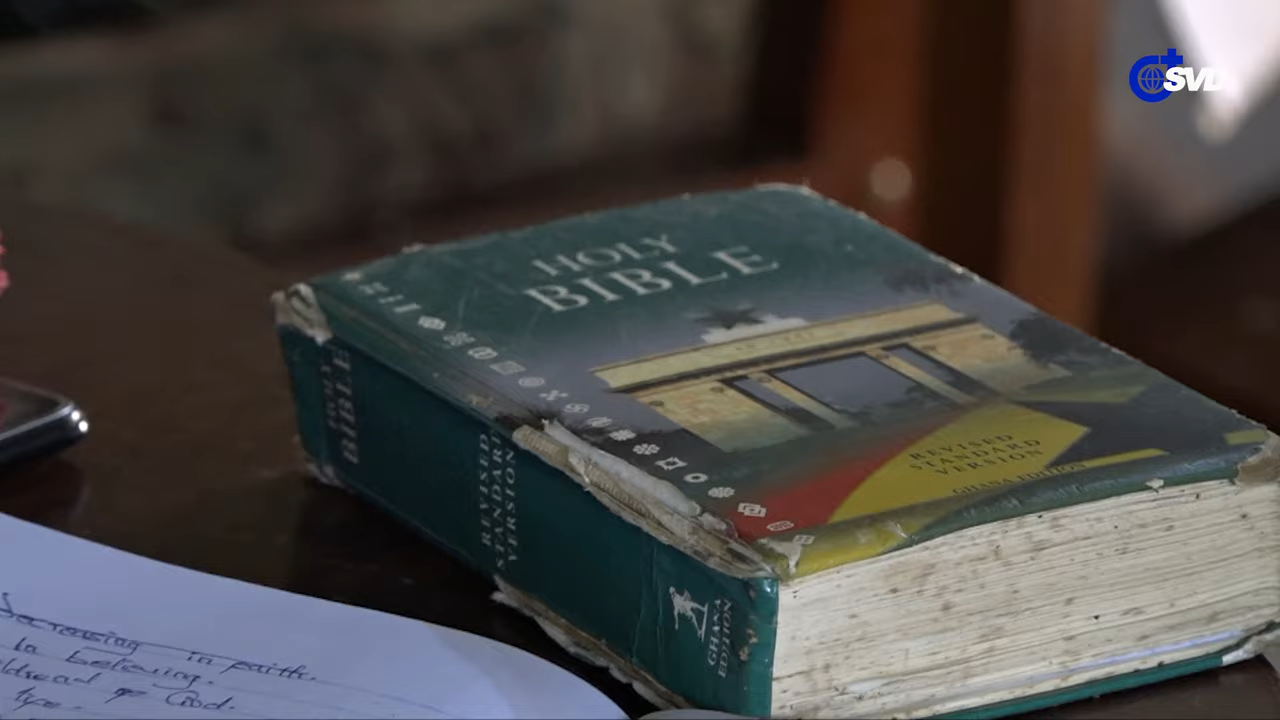 SVD
HOLY
BIBLE
REVISED
STANDARD
VERSION
GHANA EDITION
HOLY
BIBLE
REVISED
STANDARD
VERSION
GHANA
EDITION
in faith.
In believing.
God.